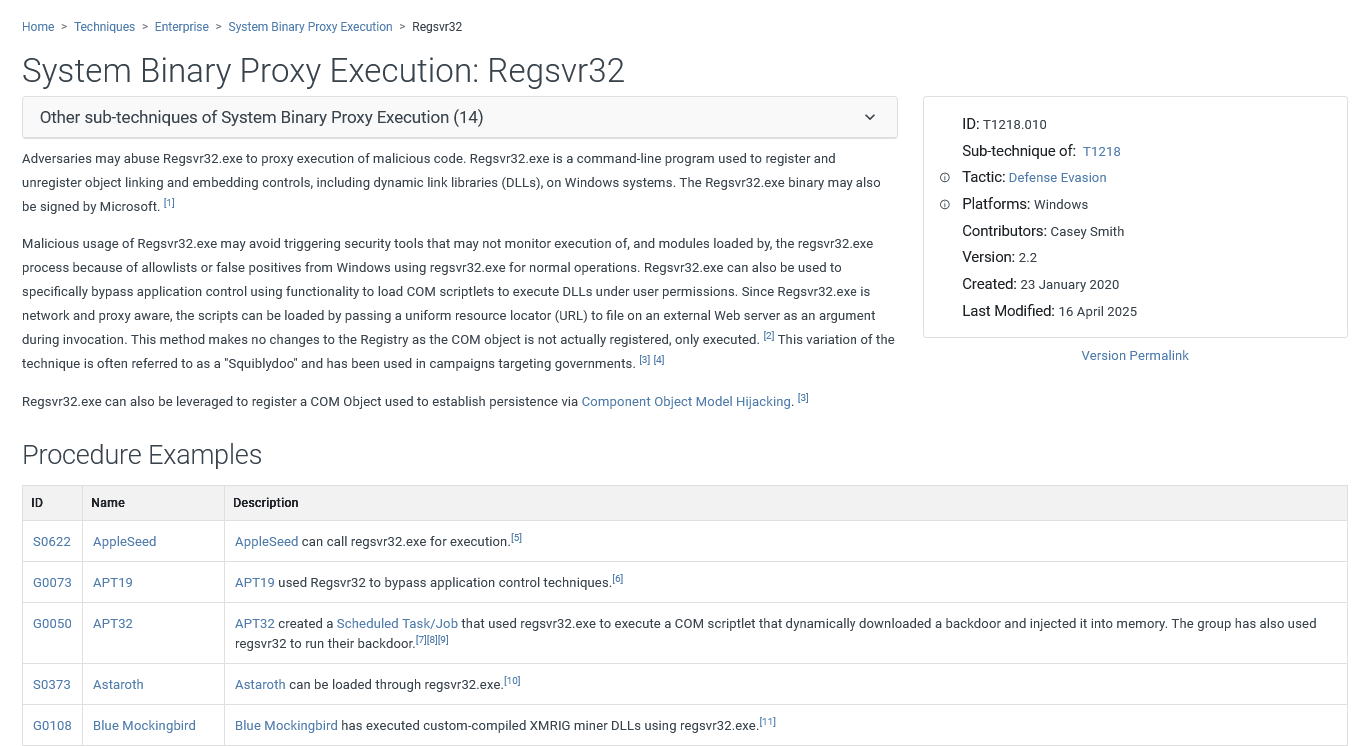 Home > Techniques > Enterprise > System Binary Proxy Execution > Regsvr32
System Binary Proxy Execution: Regsvr32
Other sub-techniques of System Binary Proxy Execution (14)
Adversaries may abuse Regsvr32.exe to proxy execution of malicious code. Regsvr32.exe is a command-line program used to register and
unregister object linking and embedding controls, including dynamic link libraries (DLLs), on Windows systems. The Regsvr32.exe binary may also
be signed by Microsoft. [1]
Malicious usage of Regsvr32.exe may avoid triggering security tools that may not monitor execution of, and modules loaded by, the regsvr32.exe
process because of allowlists or false positives from Windows using regsvr32.exe for normal operations. Regsvr32.exe can also be used to
specifically bypass application control using functionality to load COM scriptlets to execute DLLs under user permissions. Since Regsvr32.exe is
network and proxy aware, the scripts can be loaded by passing a uniform resource locator (URL) to file on an external Web server as an argument
during invocation. This method makes no changes to the Registry as the COM object is not actually registered, only executed. [2] This variation of the
technique is often referred to as a "Squiblydoo" and has been used in campaigns targeting governments. [3] [4]
Regsvr32.exe can also be leveraged to register a COM Object used to establish persistence via Component Object Model Hijacking. [3]
ID: T1218.010
Sub-technique of: T1218
Tactic: Defense Evasion
Platforms: Windows
Contributors: Casey Smith
Version: 2.2
Created: 23 January 2020
Last Modified: 16 April 2025
Version Permalink
Procedure Examples
ID Name Description
S0622 AppleSeed AppleSeed can call regsvr32.exe for execution.[5]
G0073 APT19 APT19 used Regsvr32 to bypass application control techniques.[6]
G0050 APT32 APT32 created a Scheduled Task/Job that used regsvr32.exe to execute a COM scriptlet that dynamically downloaded a backdoor and injected it into memory. The group has also used
regsvr32 to run their backdoor.[7][8][9]
S0373 Astaroth Astaroth can be loaded through regsvr32.exe.[10]
G0108 Blue Mockingbird Blue Mockingbird has executed custom-compiled XMRIG miner DLLs using regsvr32.exe.[11]